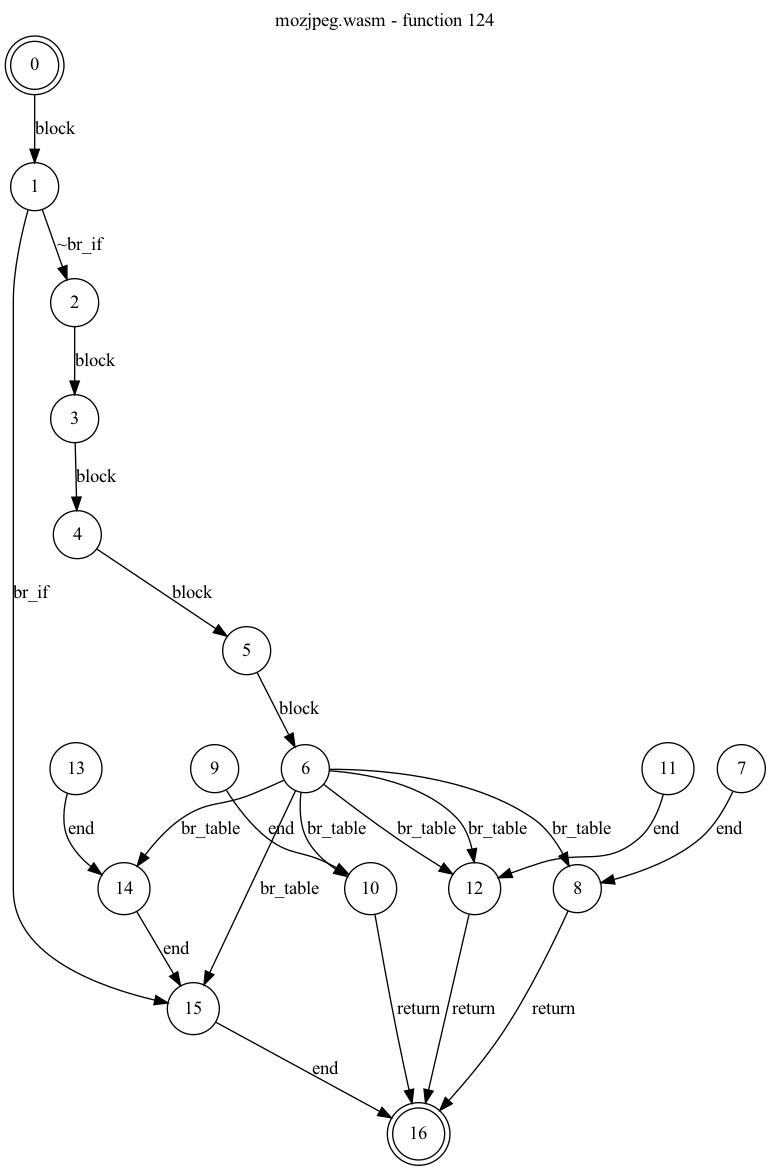 mozjpeg.wasm - function 124
0
block
1
~br_if
2
block
3
block
4
br_if
block
5
block
13
9
6
11
7
end
br_table
end
br_table
br_table
br_table
br_table
end
end
14
br_table
10
12
8
end
15
return
return
return
end
16